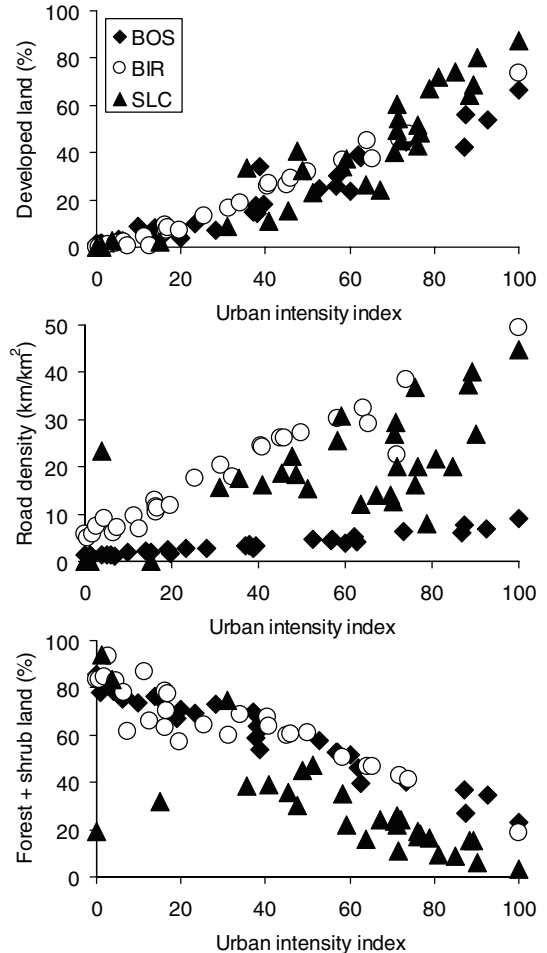 100
80
60
40
20
0
Developed land (%)
BOS
BIR
SLC
0 20 40 60 80 100
Urban intensity index
50
40
30
20
10
0
Road density (km/km²)
0 20 40 60 80 100
Urban intensity index
100
80
60
40
20
0
Forest + shrub land (%)
0 20 40 60 80 100
Urban intensity index